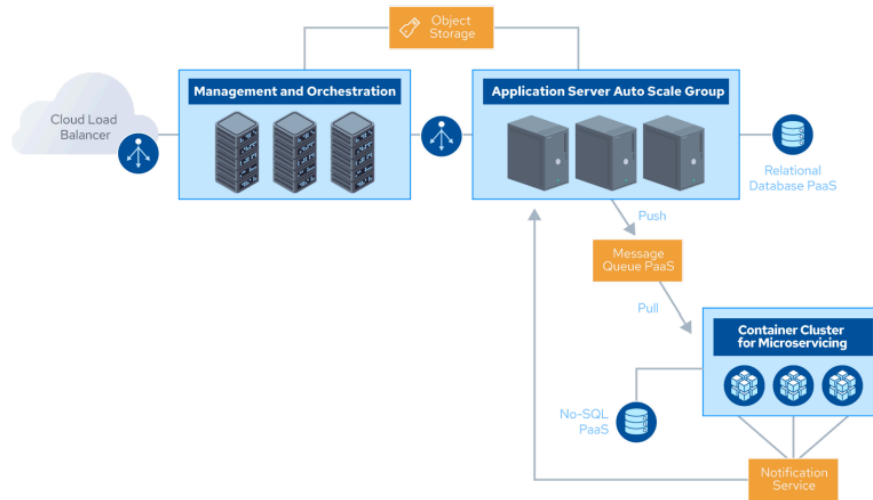 Object
Storage
Management and Orchestration
Application Server Auto Scale Group
Cloud Load
Balancer
Relational
Database PaaS
Push
Message
Queue PaaS
Pull
Container Cluster
for Microservicing
No-SQL
PaaS
Notification
Service